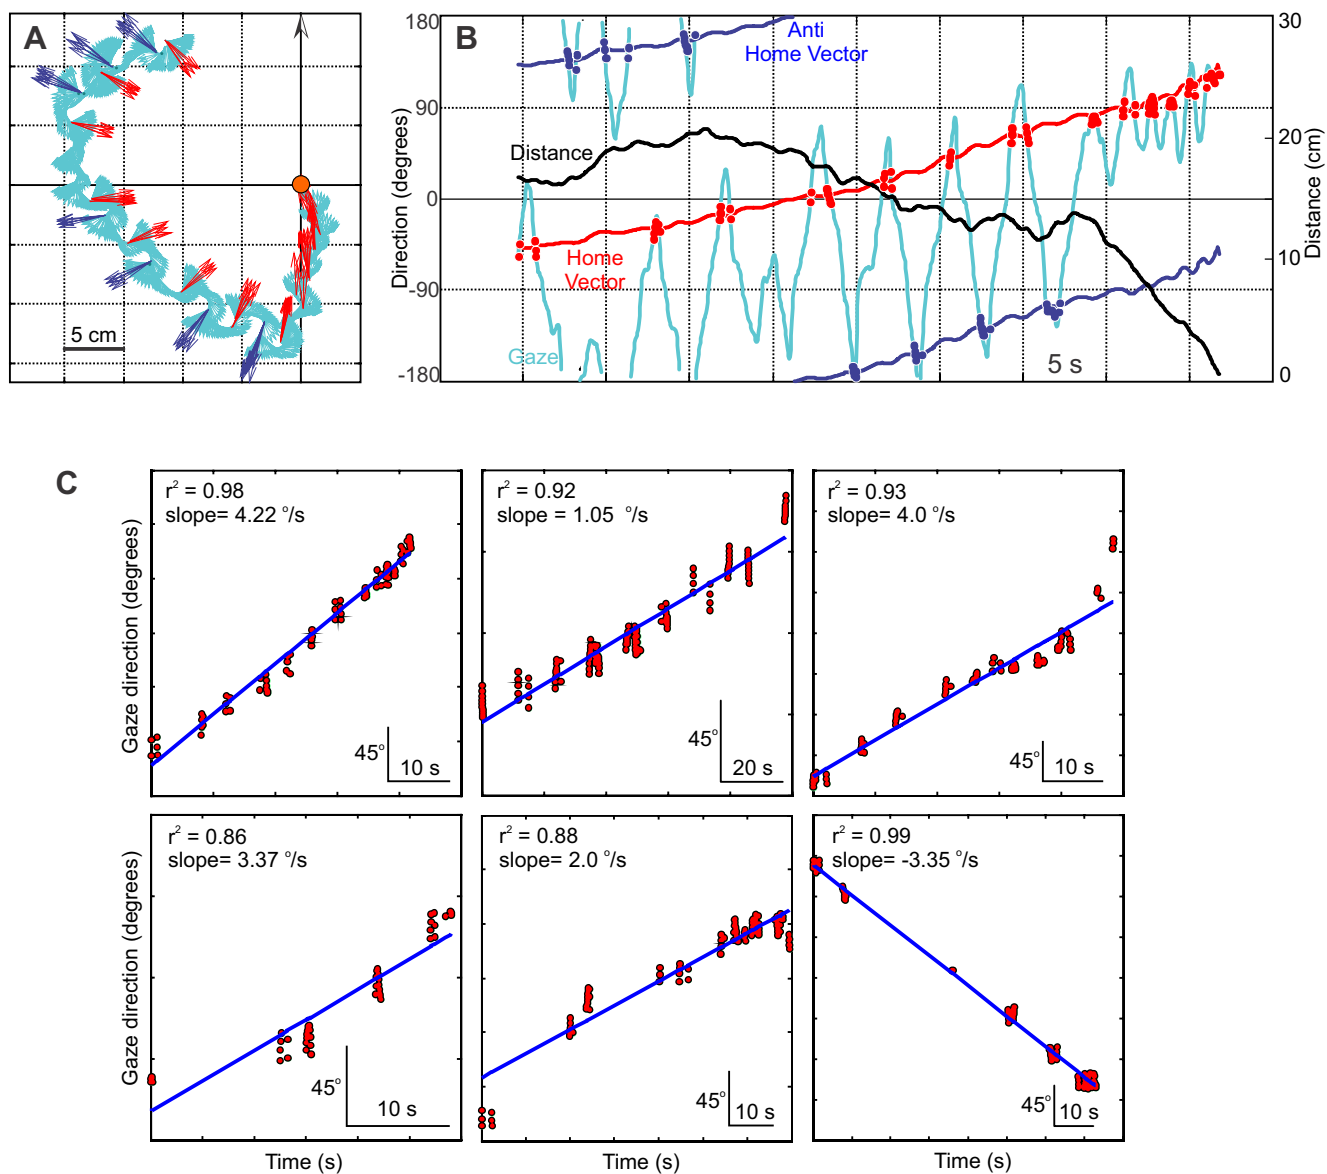 A
5 cm
B
Anti
Home Vector
Distance
Home
Vector
Gaze
5 s
180
90
0
-90
-180
Direction (degrees)
30
20
10
0
Distance (cm)
C
r² = 0.98
slope= 4.22 °/s
45°
10 s
r² = 0.92
slope = 1.05 °/s
45°
20 s
r² = 0.93
slope= 4.0 °/s
45°
10 s
Gaze direction (degrees)
r² = 0.86
slope= 3.37 °/s
45°
10 s
r² = 0.88
slope= 2.0 °/s
45°
10 s
r² = 0.99
slope= -3.35 °/s
45°
10 s
Gaze direction (degrees)
Time (s)
Time (s)
Time (s)